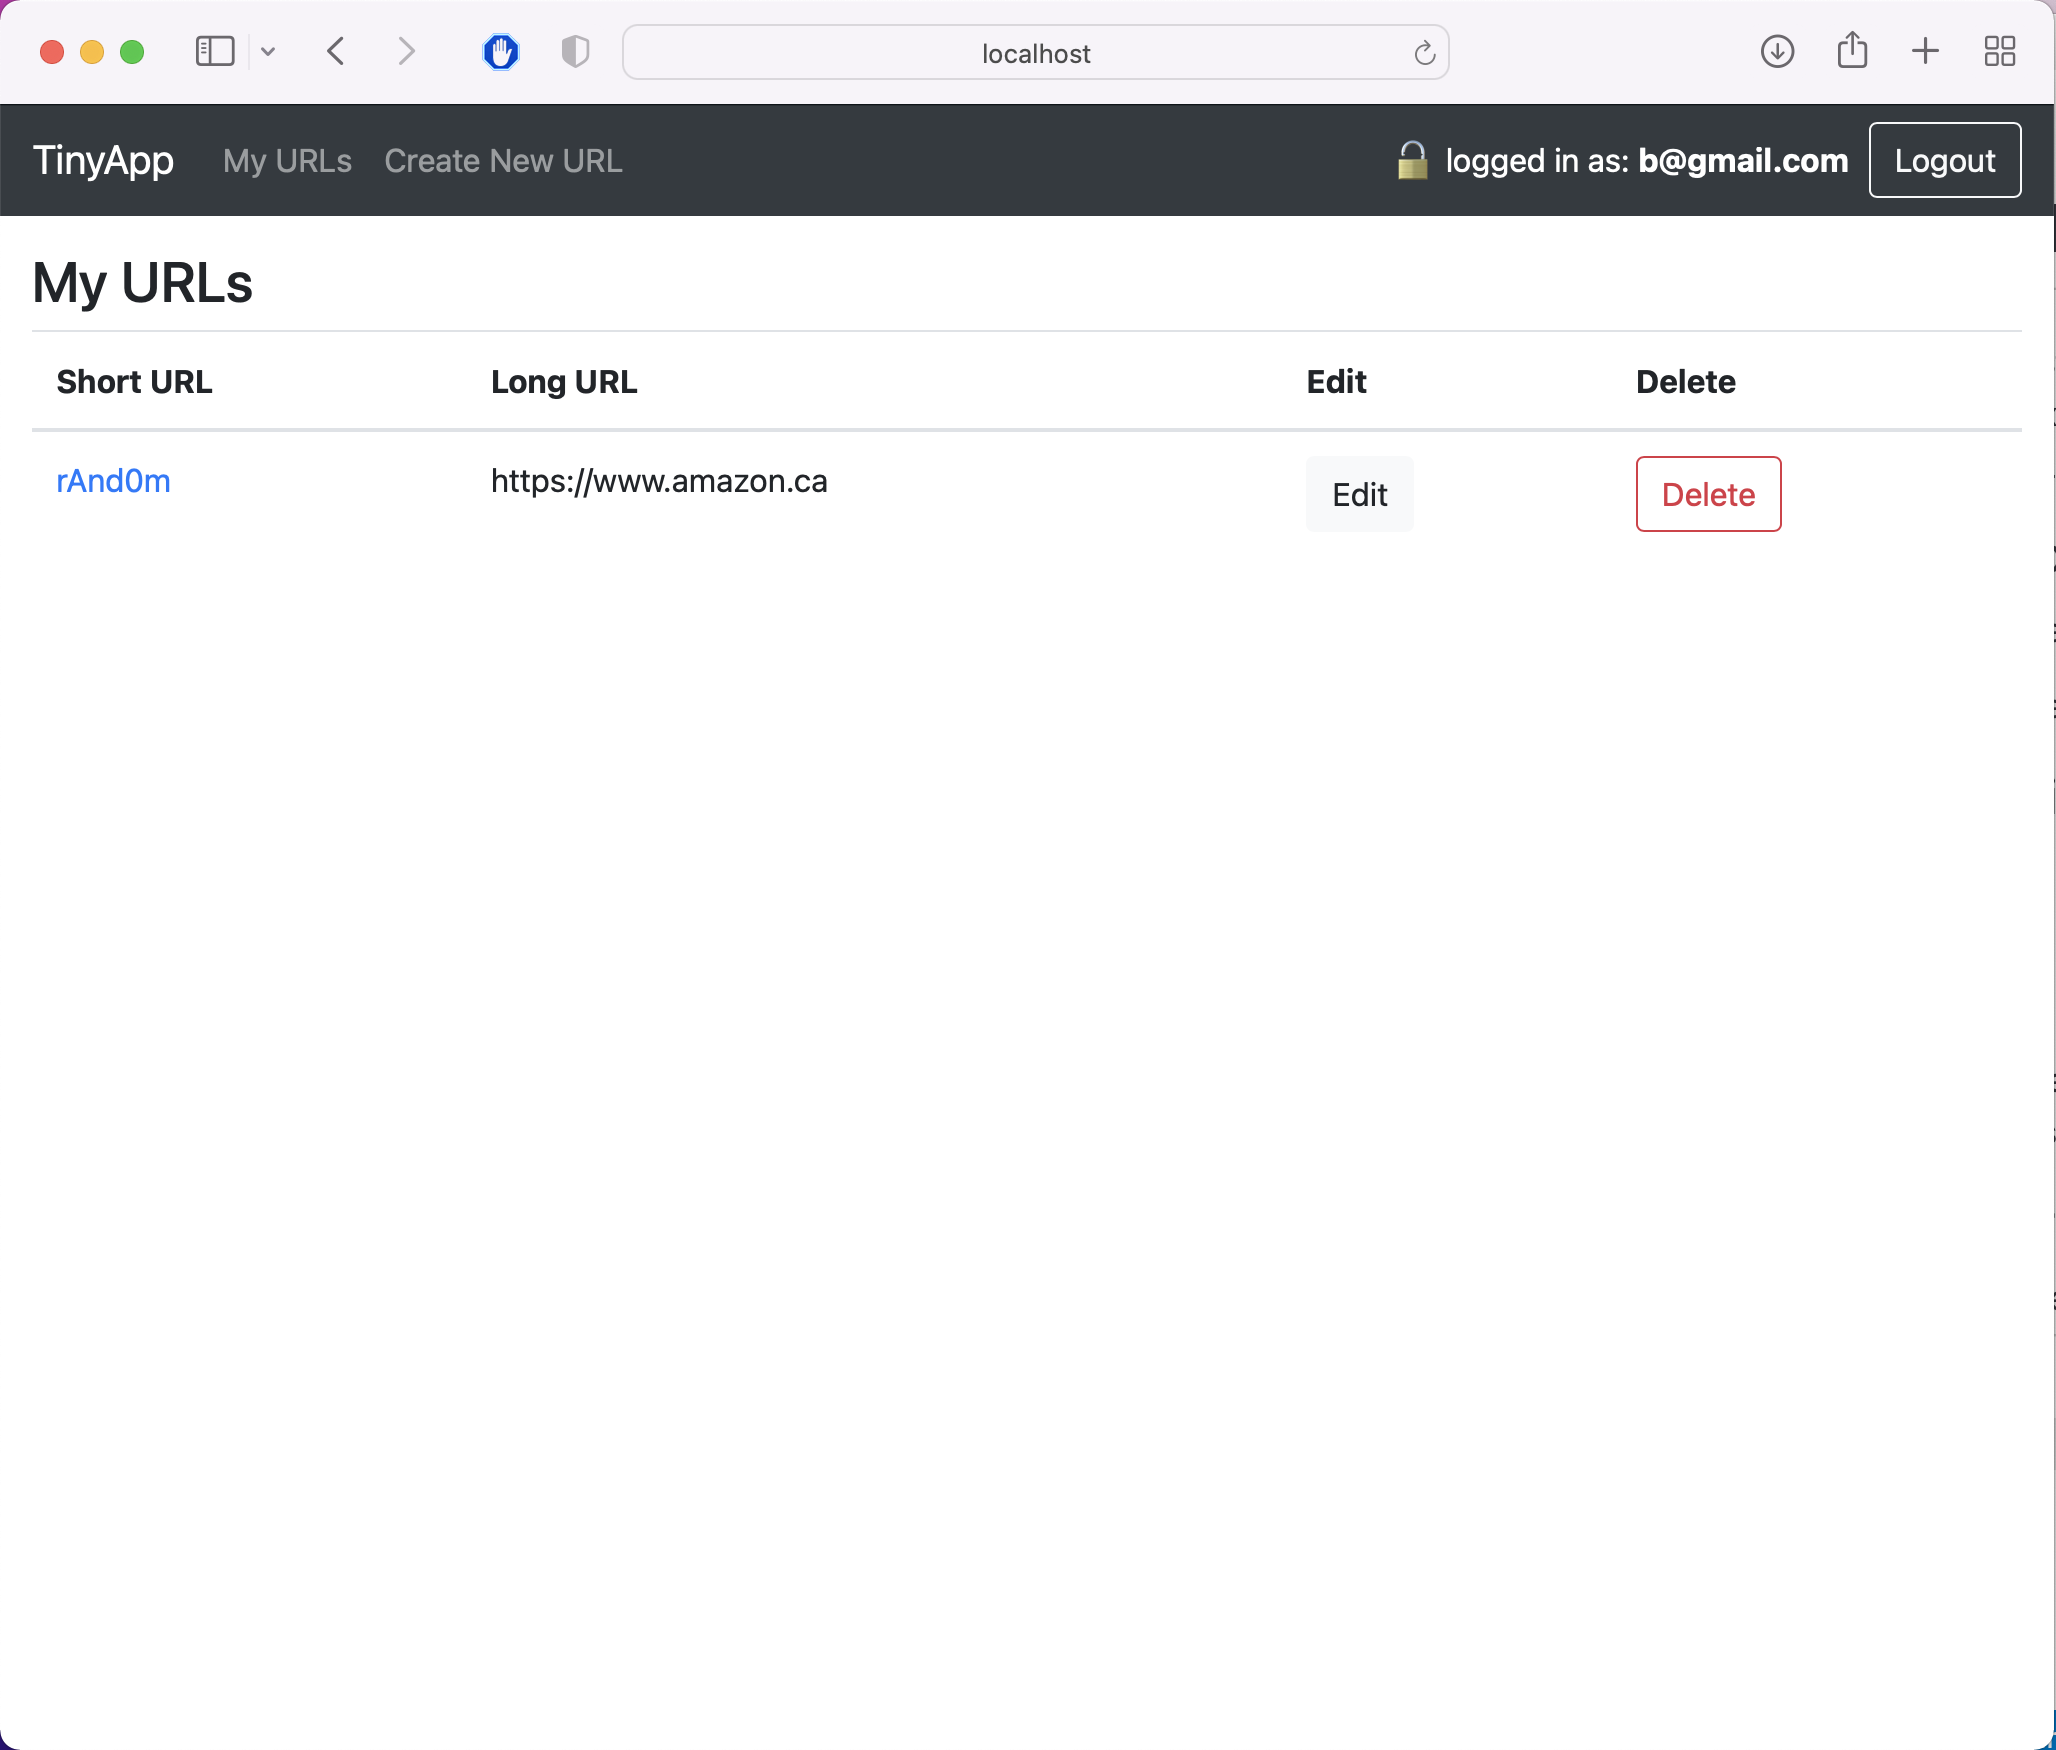 localhost
TinyApp My URLs Create New URL logged in as: b@gmail.com Logout
My URLs
Short URL Long URL Edit Delete
rAnd0m https://www.amazon.ca Edit Delete